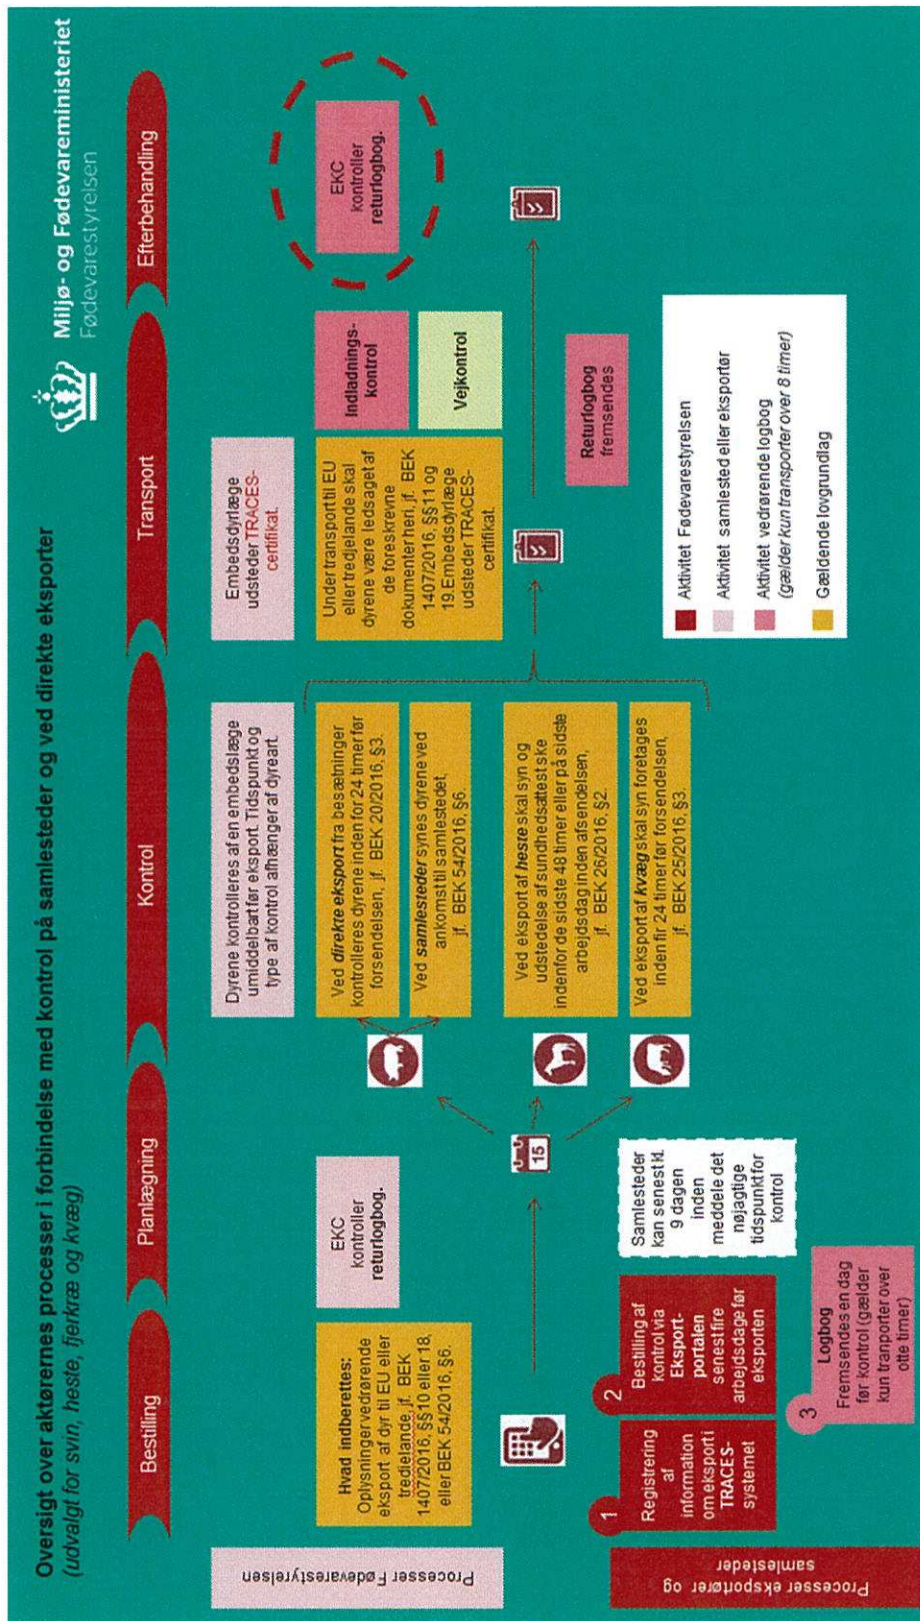 Oversigt over aktørernes processer i forbindelse med kontrol på samlesteder og ved direkte eksporter
(udvalgt for svin, heste, fjerkræ og kvæg)
Miljø- og Fødevareministeriet
Fødevarestyrelsen
Bestilling
Planlægning
Kontrol
Transport
Efterbehandling
Processer Fødevarestyrelsen
Hvad indberettes:
Oplysninger vedrørende
eksport af dyr til EU eller
tredjelande, jf. BEK
1407/2016, §§10 eller 18,
eller BEK 54/2016, §6.
EKC
kontroller
returlogbog.
Dyrene kontrolleres af en embedslæge
umiddelbart før eksport. Tidspunkt og
type af kontrol afhænger af dyreart.
Ved direkte eksport fra besætninger
kontrolleres dyrene inden for 24 timer før
forsendelsen, jf. BEK 20/2016, §3.
Ved samlesteder synes dyrene ved
ankomst til samlestedet,
jf. BEK 54/2016, §6.
Ved eksport af heste skal syn og
udstedelse af sundhedsattest ske
indenfor de sidste 48 timer eller på sidste
arbejdsdag inden afsendelsen,
jf. BEK 26/2016, §2.
Ved eksport af kvæg skal syn foretages
inden fir 24 timer før forsendelsen,
jf. BEK 25/2016, §3.
Embedsdyrlæge
udsteder TRACES-
certifikat.
Under transport til EU
eller tredjelande skal
dyrene være ledsaget af
de foreskrevne
dokumenter heri, jf. BEK
1407/2016, §§11 og
19. Embedsdyrlæge
udsteder TRACES-
certifikat.
Indladnings-
kontrol
Vejkontrol
EKC
kontroller
returlogbog.
15
Returlogbog
fremsendes
Processer eksportører og
samlesteder
1
Registrering
af
information
om eksport i
TRACES-
systemet
2
Bestilling af
kontrol via
Eksport-
portalen
senest fire
arbejdsdage før
eksporten
Samlesteder
kan senest kl.
9 dagen
inden
meddele det
nøjagtige
tidspunkt for
kontrol
3
Logbog
Fremsendes en dag
før kontrol (gælder
kun tranporter over
otte timer)
Aktivitet Fødevarestyrelsen
Aktivitet samlested eller eksportør
Aktivitet vedrørende logbog
(gælder kun transporter over 8 timer)
Gældende lovgrundlag